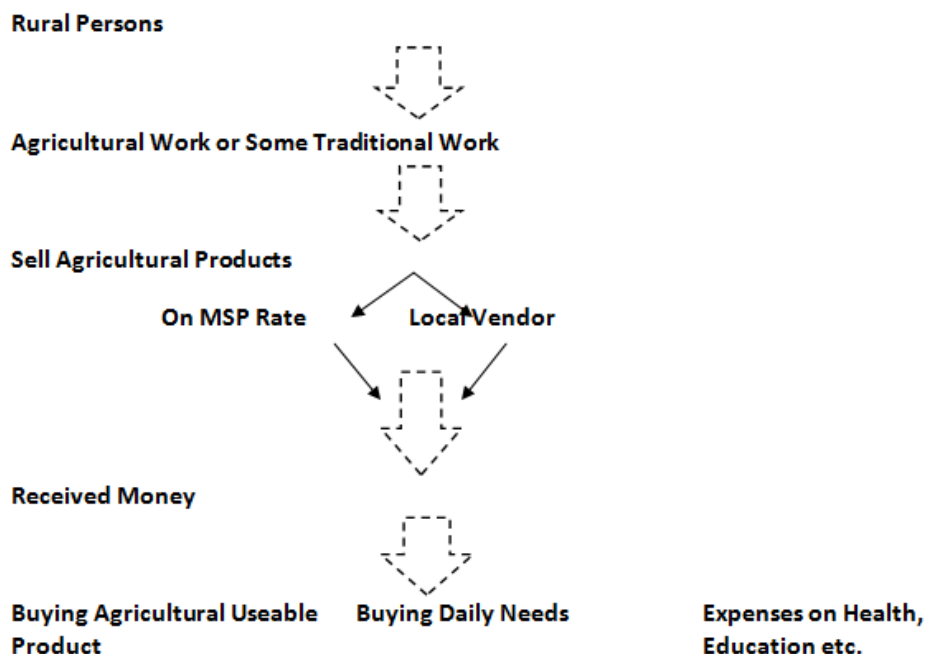 Rural Persons
Agricultural Work or Some Traditional Work
Sell Agricultural Products
On MSP Rate
Local Vendor
Received Money
Buying Agricultural Useable
Product
Buying Daily Needs
Expenses on Health,
Education etc.